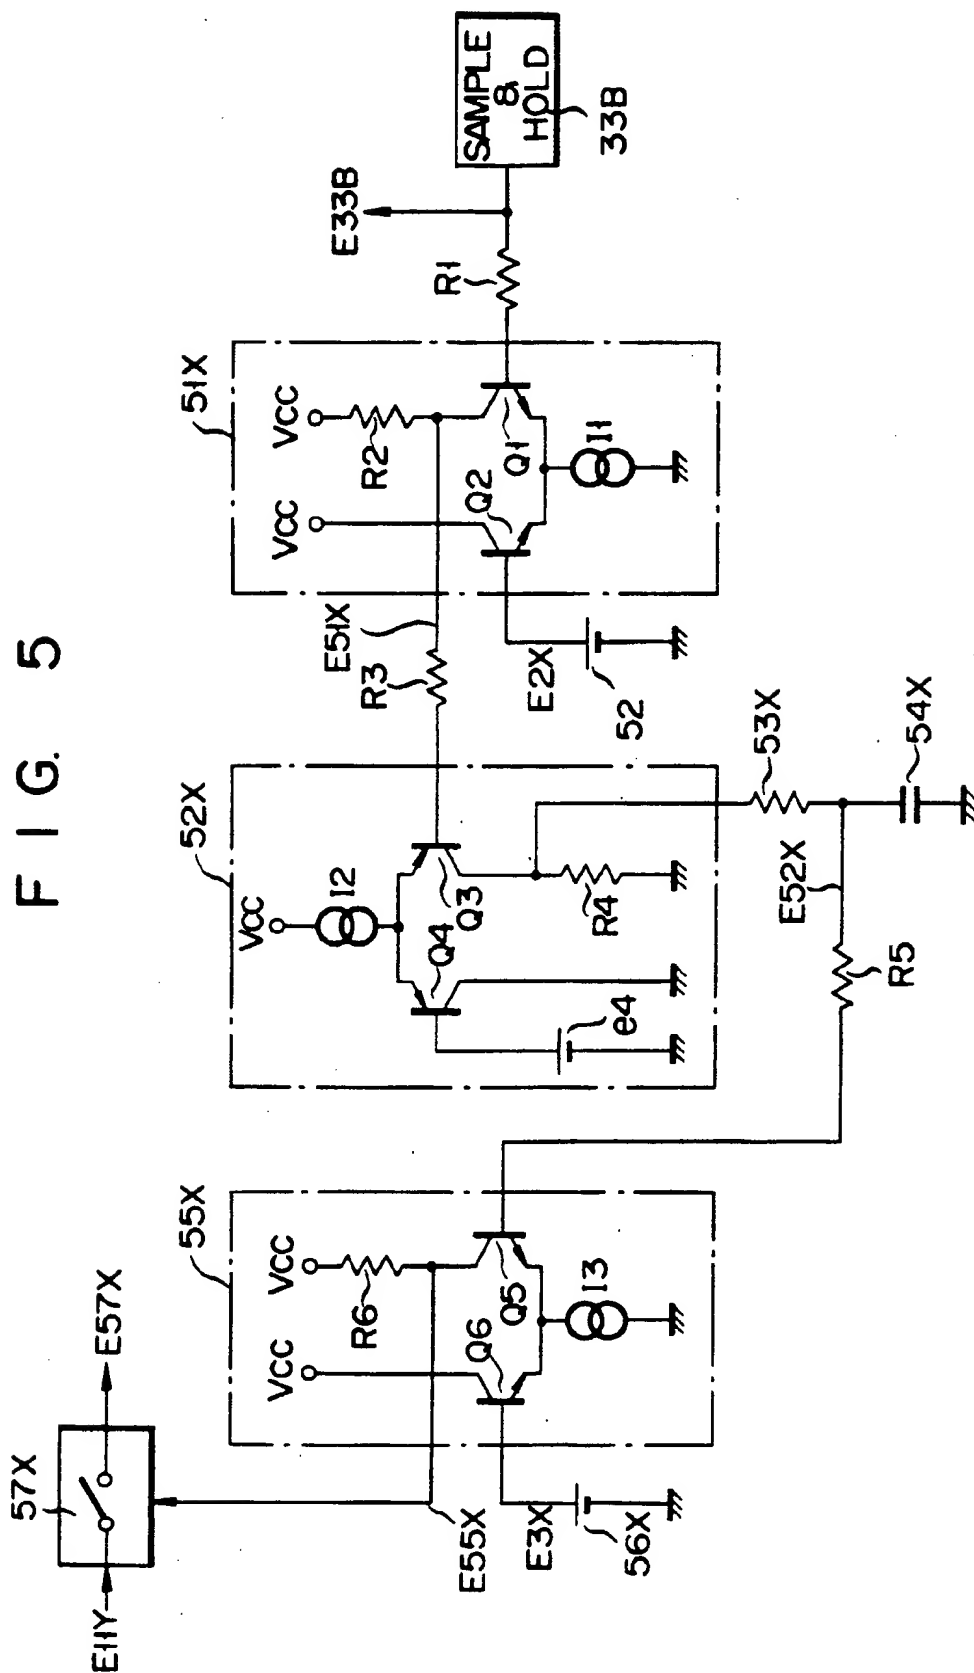 FIG. 5
57X
E11Y
E57X
E55X
55X
VCC
VCC
R6
Q6
Q5
I3
E3X
56X
52X
VCC
I2
Q4
Q3
e4
R4
R3
E51X
51X
VCC
VCC
R2
Q2
Q1
I1
E2X
52
R1
E33B
SAMPLE
&
HOLD
33B
53X
E52X
54X
R5